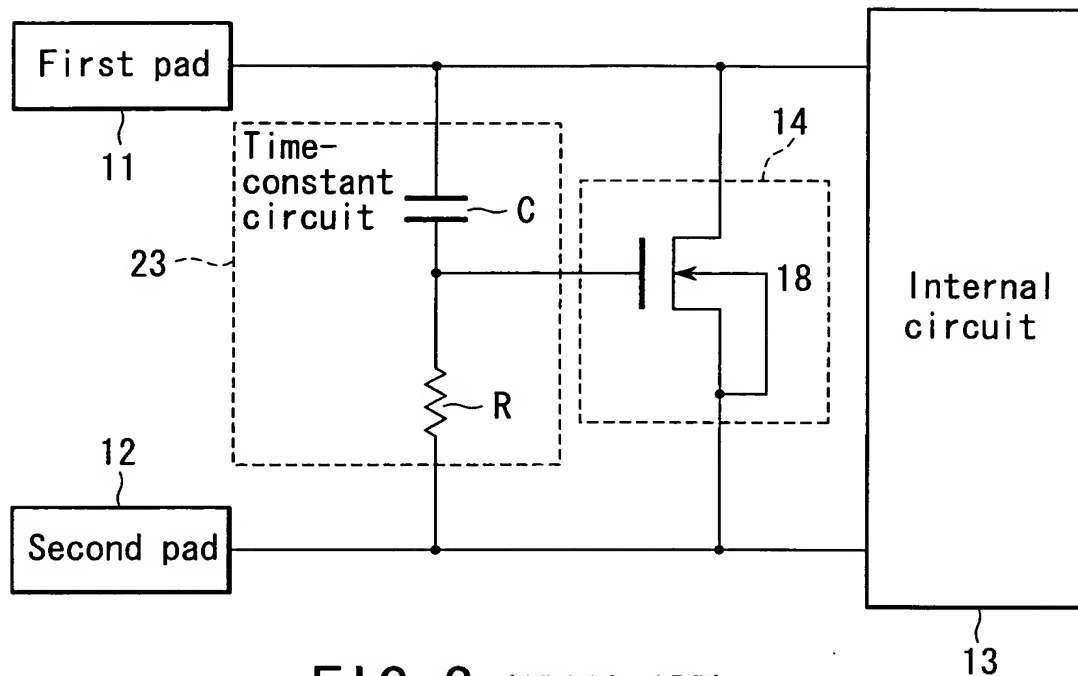 First pad
11
Time-
constant
circuit
C
23
R
14
18
Internal
circuit
12
Second pad
13